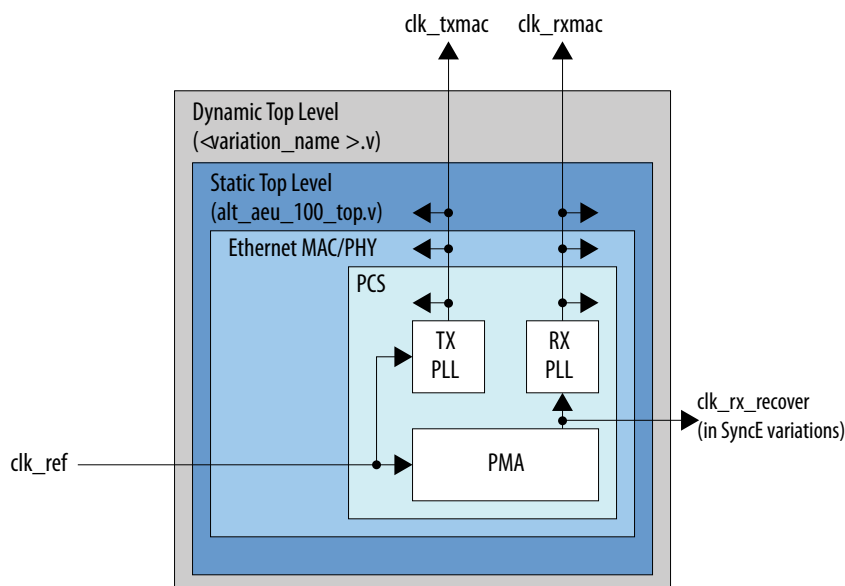 clk_txmac
clk_rxmac
Dynamic Top Level
(<variation_name >.v)
Static Top Level
(alt_aeu_100_top.v)
Ethernet MAC/PHY
PCS
TX
PLL
RX
PLL
clk_rx_recover
(in SyncE variations)
clk_ref
PMA